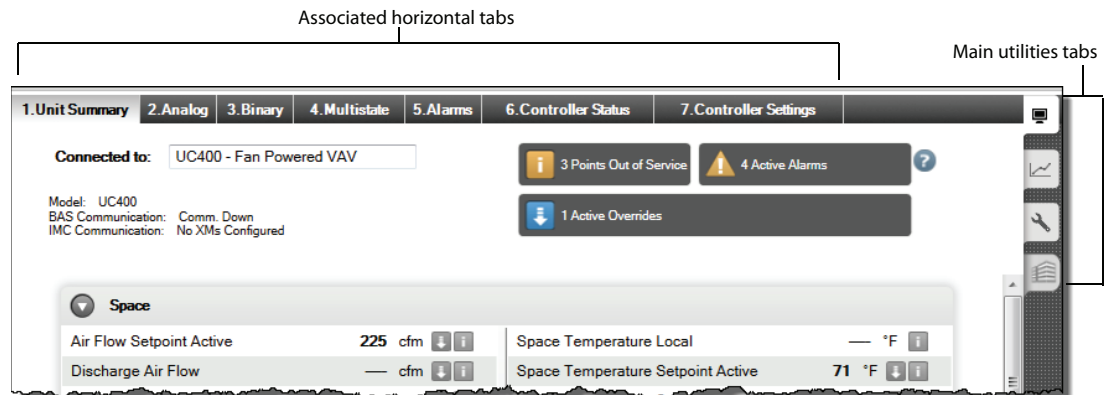 Associated horizontal tabs
Main utilities tabs
1.Unit Summary 2.Analog 3.Binary 4.Multistate 5.Alarms 6.Controller Status 7.Controller Settings
Connected to: UC400 - Fan Powered VAV
3 Points Out of Service
4 Active Alarms
?
Model: UC400
BAS Communication: Comm. Down
IMC Communication: No XMs Configured
1 Active Overrides
Space
Air Flow Setpoint Active 225 cfm
Space Temperature Local — °F
Discharge Air Flow — cfm
Space Temperature Setpoint Active 71 °F